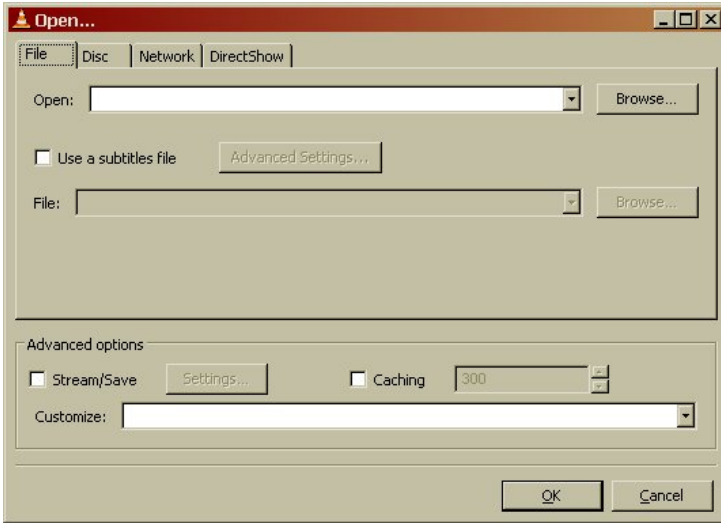 Open...
File Disc Network DirectShow
Open: Browse...
Use a subtitles file Advanced Settings...
File: Browse...
Advanced options
Stream/Save Settings... Caching 300
Customize:
OK Cancel